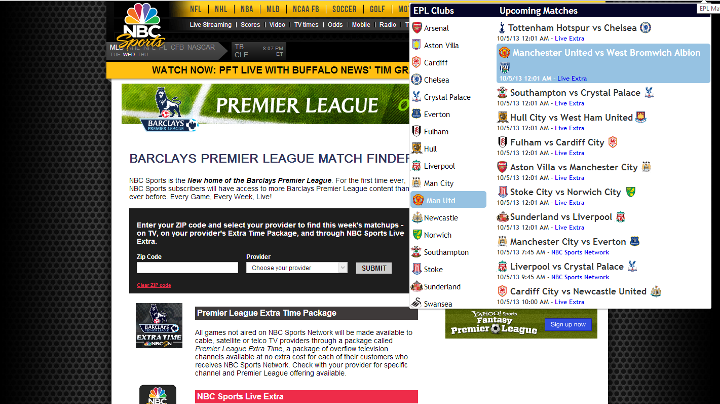 NFL NHL NBA MLB NCAA FB SOCCER GOLF M
Live Streaming | Scores | Video | TV times | Odds | Mobile | Radio | T
NBC
Sports
9:07 PM
ET
WATCH NOW: PFT LIVE WITH BUFFALO NEWS' TIM GR
BARCLAYS
PREMIER LEAGUE
BARCLAYS PREMIER LEAGUE MATCH FINDER
NBC Sports is the New home of the Barclays Premier League. For the first time ever,
NBC Sports subscribers will have access to more Barclays Premier League content than
ever before. Every Game, Every Week, Live!
Enter your ZIP code and select your provider to find this week's matchups -
on TV, on your provider's Extra Time Package, and through NBC Sports Live
Extra.
Zip Code Provider
Choose your provider
SUBMIT
Clear ZIP code
BARCLAYS
EXTRA TIME
NBC
Premier League Extra Time Package
All games not aired on NBC Sports Network will be made available to
cable, satellite or telco TV providers through a package called
Premier League Extra Time, a package of overflow television
channels available at no extra cost for each of their customers who
receives NBC Sports Network. Check with your provider for specific
channel and Premier League offering available.
NBC Sports Live Extra
NBC
YAHOO!
Fantasy
Premier League
Sign up now
EPL Clubs
Arsenal
Aston Villa
Cardiff
Chelsea
Crystal Palace
Everton
Fulham
Hull
Liverpool
Man City
Man Utd
Newcastle
Norwich
Southampton
Stoke
Sunderland
Swansea
Upcoming Matches
Tottenham Hotspur vs Chelsea
10/5/13 12:01 AM - Live Extra
Manchester United vs West Bromwich Albion
10/5/13 12:01 AM - Live Extra
Southampton vs Crystal Palace
10/5/13 12:01 AM - Live Extra
Hull City vs West Ham United
10/5/13 12:01 AM - Live Extra
Fulham vs Cardiff City
10/5/13 12:01 AM - Live Extra
Aston Villa vs Manchester City
10/5/13 12:01 AM - Live Extra
Stoke City vs Norwich City
10/5/13 12:01 AM - Live Extra
Sunderland vs Liverpool
10/5/13 12:01 AM - Live Extra
Manchester City vs Everton
10/5/13 7:45 AM - NBC Sports Network
Liverpool vs Crystal Palace
10/5/13 9:45 AM - NBC Sports Network
Cardiff City vs Newcastle United
10/5/13 10:00 AM - Live Extra
EPL Ma